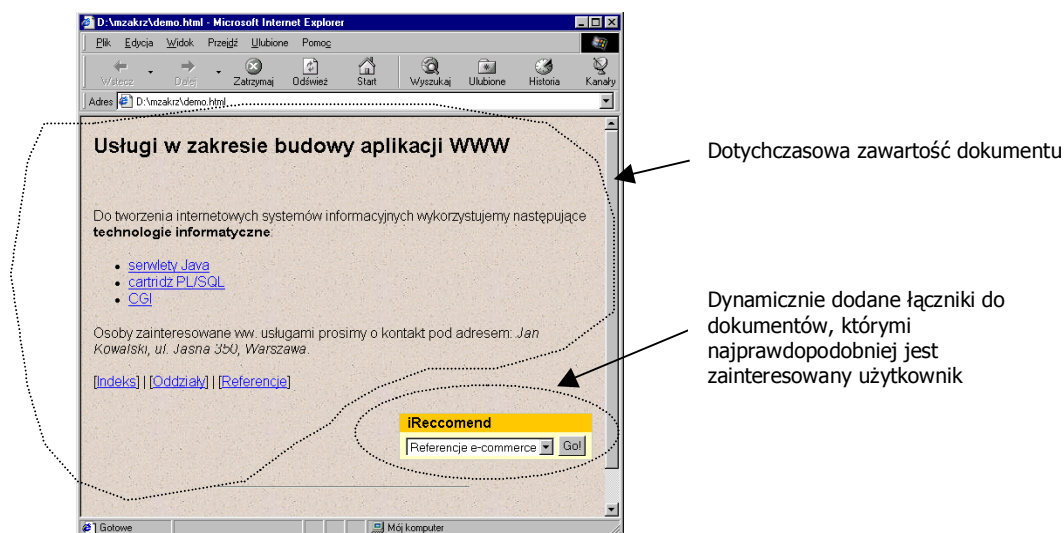 D:\mzakrz\demo.html - Microsoft Internet Explorer
Plik Edycja Widok Przejdź Ulubione Pomoc
Wstecz Dalej Zatrzymaj Odśwież Start Wyszukaj Ulubione Historia Kanały
Adres D:\mzakrz\demo.html
Usługi w zakresie budowy aplikacji WWW
Dotychczasowa zawartość dokumentu
Do tworzenia internetowych systemów informacyjnych wykorzystujemy następujące
technologie informatyczne:
serwlety Java
cartridż PL/SQL
CGI
Osoby zainteresowane ww. usługami prosimy o kontakt pod adresem: Jan
Kowalski, ul. Jasna 350, Warszawa.
[Indeks] | [Oddziały] | [Referencje]
Dynamicznie dodane łączniki do
dokumentów, którymi
najprawdopodobniej jest
zainteresowany użytkownik
iReccomend
Referencje e-commerce Go!
Gotowe Mój komputer